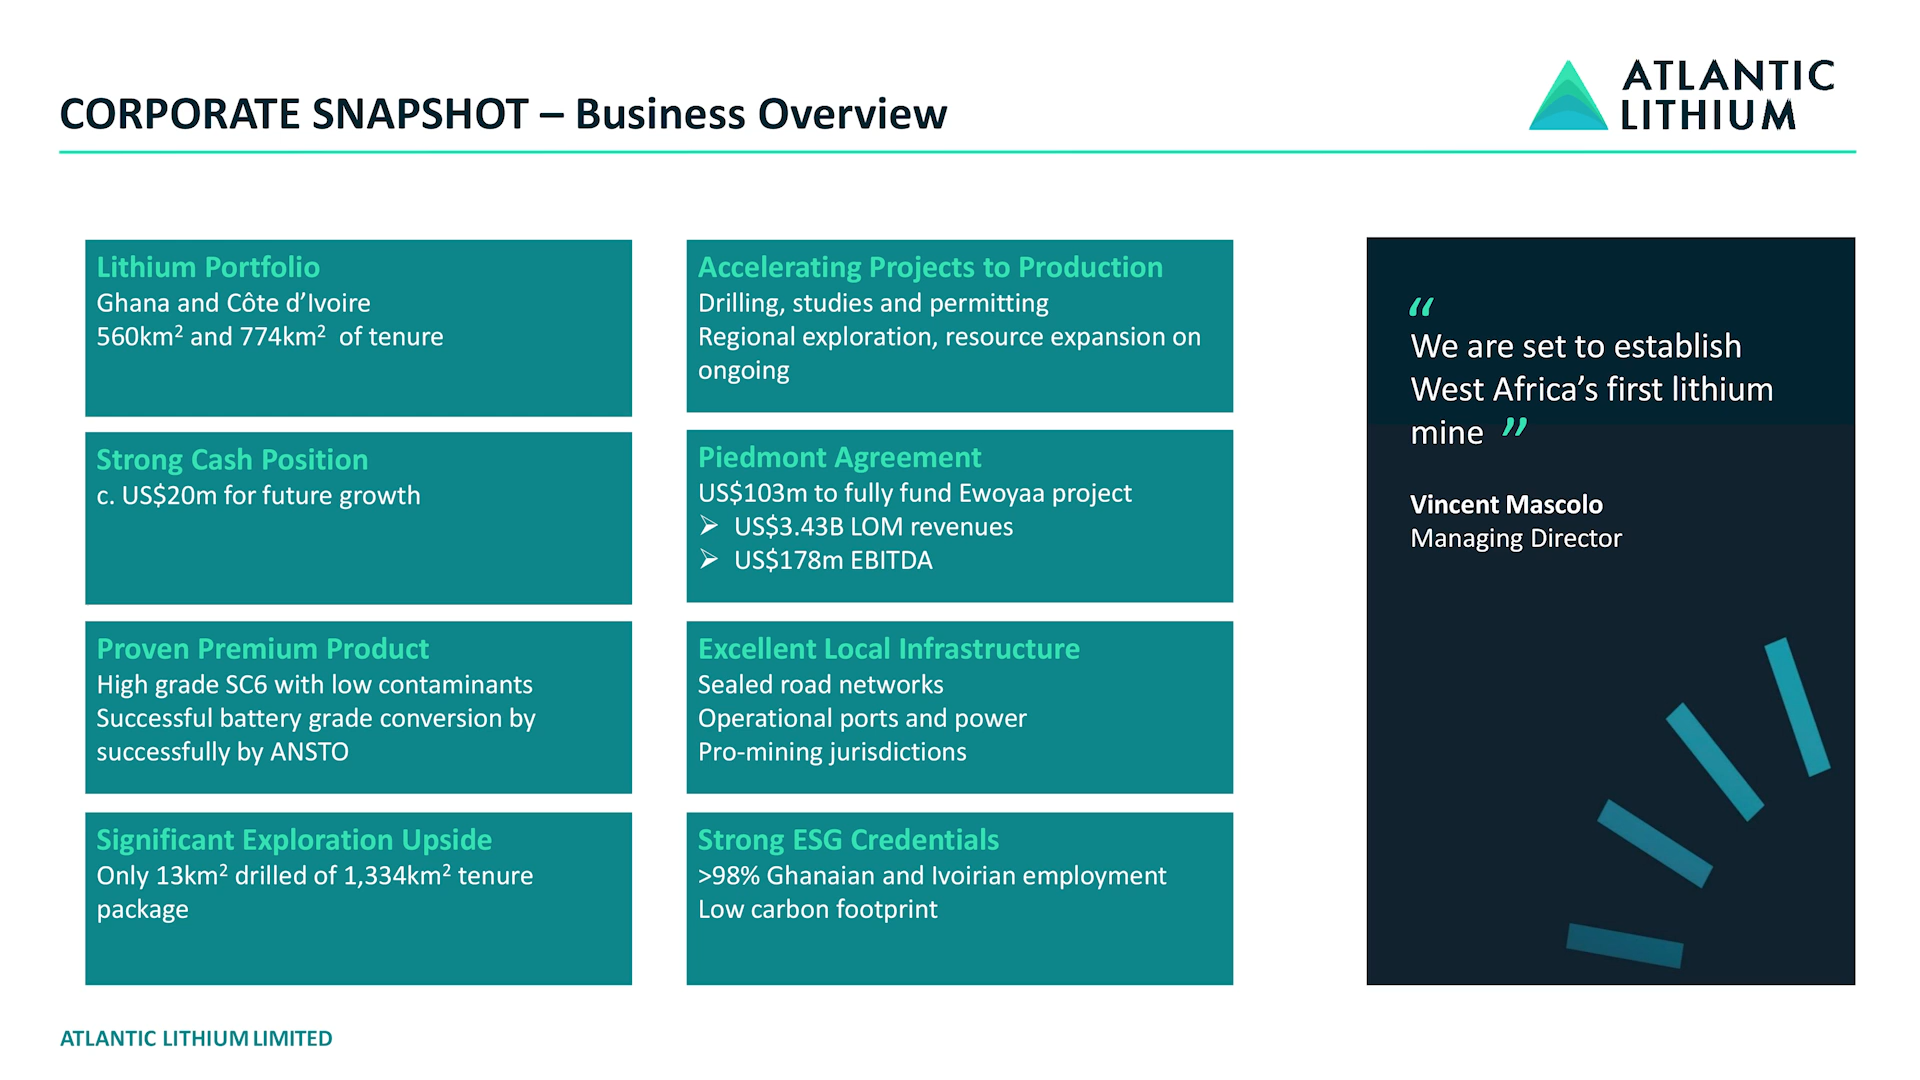 CORPORATE SNAPSHOT – Business Overview
ATLANTIC
LITHIUM
Lithium Portfolio
Ghana and Côte d’Ivoire
560km² and 774km² of tenure
Strong Cash Position
c. US$20m for future growth
Proven Premium Product
High grade SC6 with low contaminants
Successful battery grade conversion by
successfully by ANSTO
Significant Exploration Upside
Only 13km² drilled of 1,334km² tenure
package
Accelerating Projects to Production
Drilling, studies and permitting
Regional exploration, resource expansion on
ongoing
Piedmont Agreement
US$103m to fully fund Ewoyaa project
➢ US$3.43B LOM revenues
➢ US$178m EBITDA
Excellent Local Infrastructure
Sealed road networks
Operational ports and power
Pro-mining jurisdictions
Strong ESG Credentials
>98% Ghanaian and Ivoirian employment
Low carbon footprint
“
We are set to establish
West Africa’s first lithium
mine ”
Vincent Mascolo
Managing Director
ATLANTIC LITHIUM LIMITED